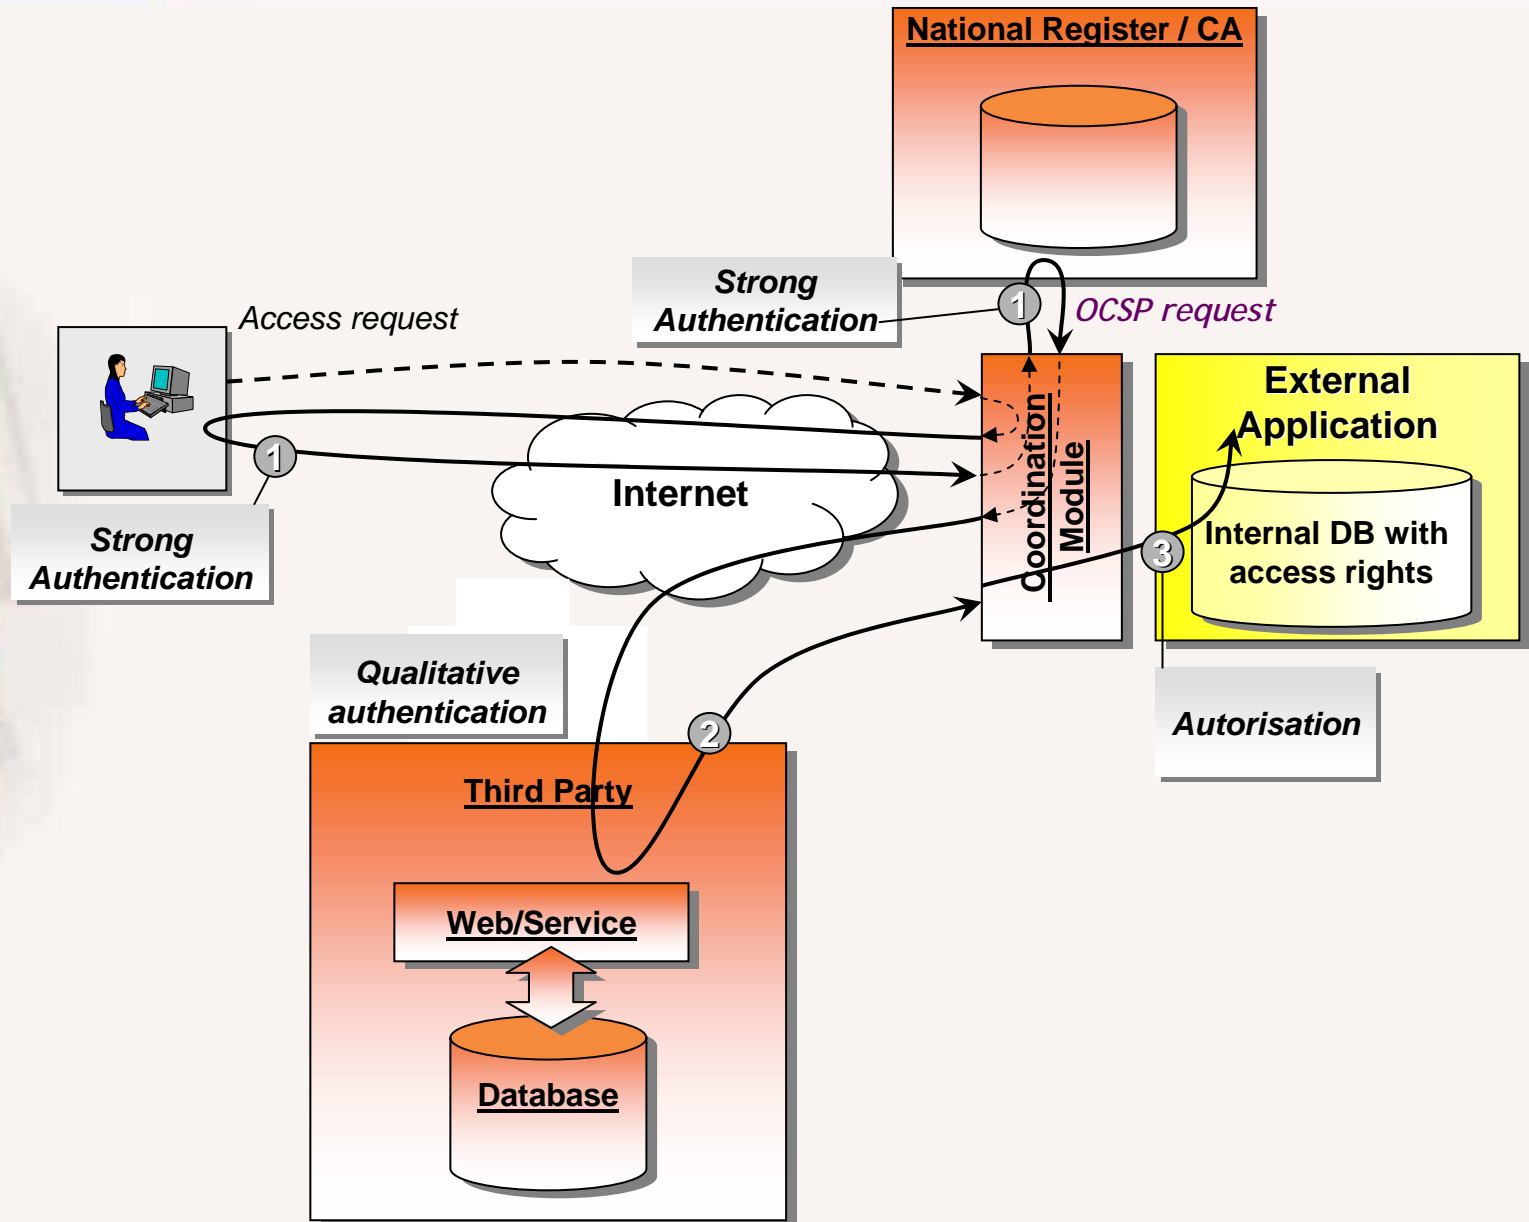 National Register / CA
Strong
Authentication
1
OCSP request
Access request
External
Application
Coordination
Module
1
Internet
Strong
Authentication
3
Internal DB with
access rights
Qualitative
authentication
2
Autorisation
Third Party
Web/Service
Database